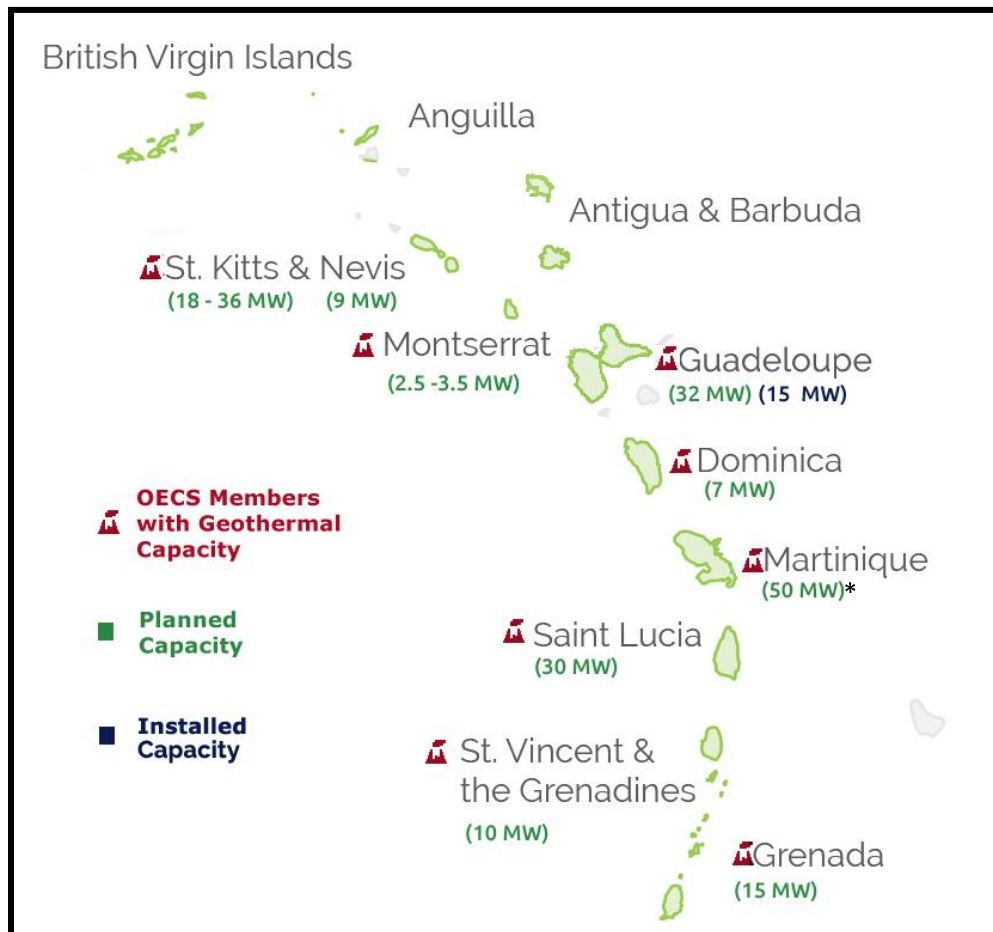 British Virgin Islands
Anguilla
Antigua & Barbuda
St. Kitts & Nevis
(18 - 36 MW) (9 MW)
Montserrat
(2.5 -3.5 MW)
Guadeloupe
(32 MW) (15 MW)
Dominica
(7 MW)
OECS Members
with Geothermal
Capacity
Martinique
(50 MW)*
Planned
Capacity
Saint Lucia
(30 MW)
Installed
Capacity
St. Vincent &
the Grenadines
(10 MW)
Grenada
(15 MW)